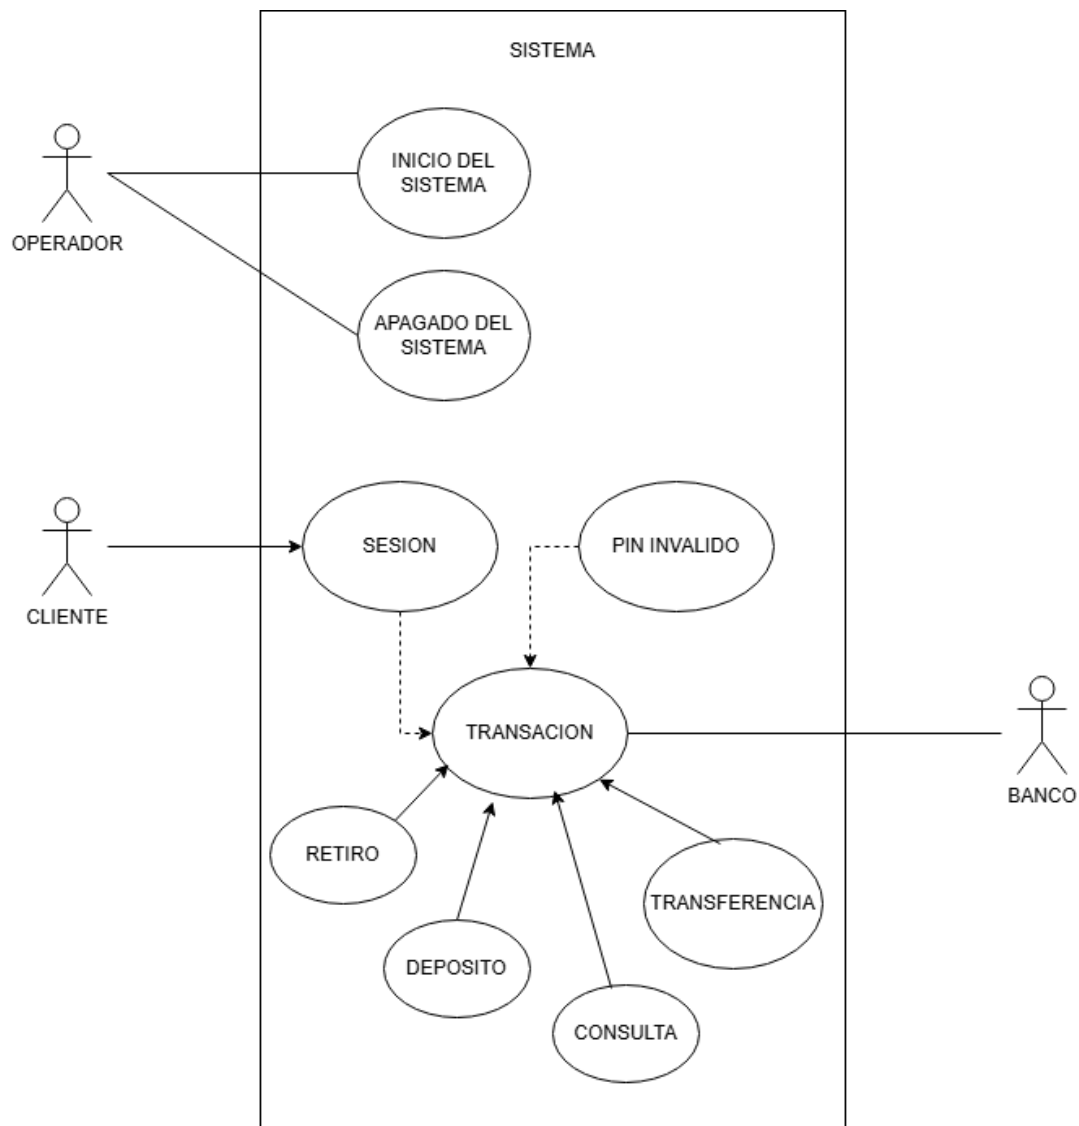 SISTEMA
INICIO DEL
SISTEMA
OPERADOR
APAGADO DEL
SISTEMA
SESION
PIN INVALIDO
CLIENTE
TRANSACION
BANCO
RETIRO
TRANSFERENCIA
DEPOSITO
CONSULTA